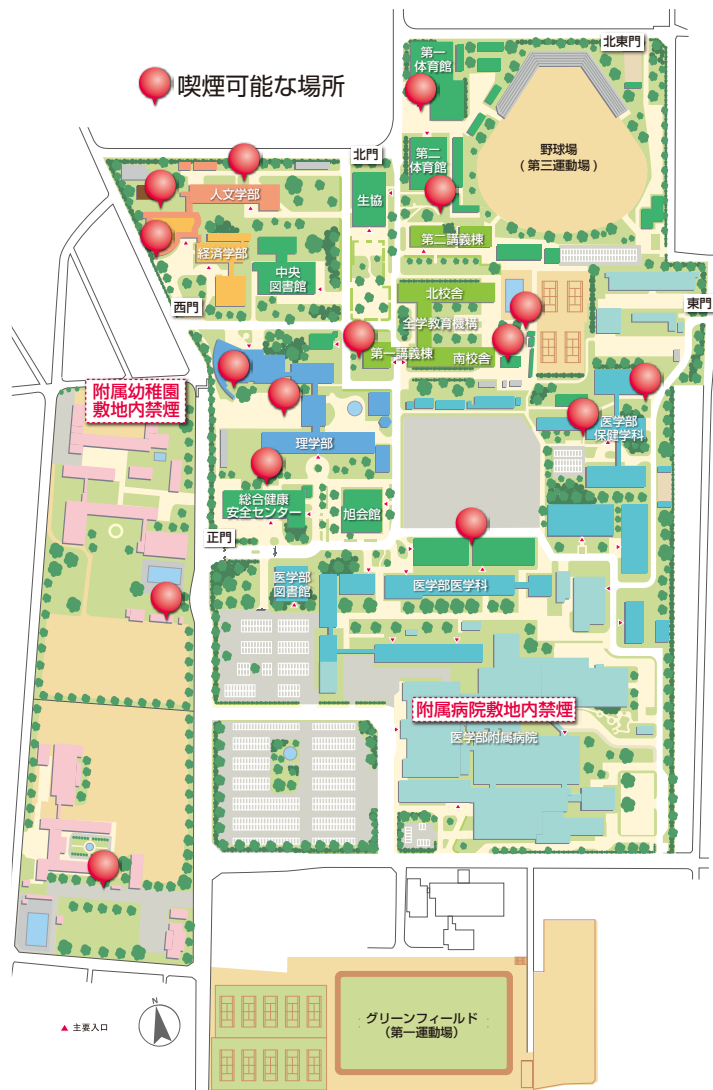 北東門
第一
体育館
喫煙可能な場所
野球場
(第三運動場)
北門
第二
体育館
人文学部
生協
第二講義棟
経済学部
中央
図書館
北校舎
西門
東門
全学教育機構
第一講義棟
南校舎
附属幼稚園
敷地内禁煙
医学部
保健学科
理学部
総合健康
安全センター
旭会館
正門
医学部
図書館
医学部医学科
附属病院敷地内禁煙
医学部附属病院
N
グリーンフィールド
(第一運動場)
▲ 主要入口